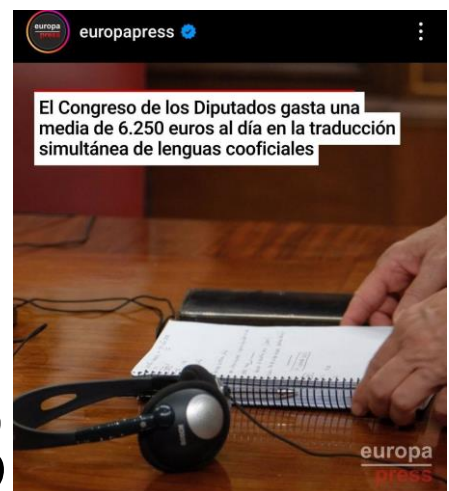 europa
press
europapress
El Congreso de los Diputados gasta una
media de 6.250 euros al día en la traducción
simultánea de lenguas cooficiales
europa
press